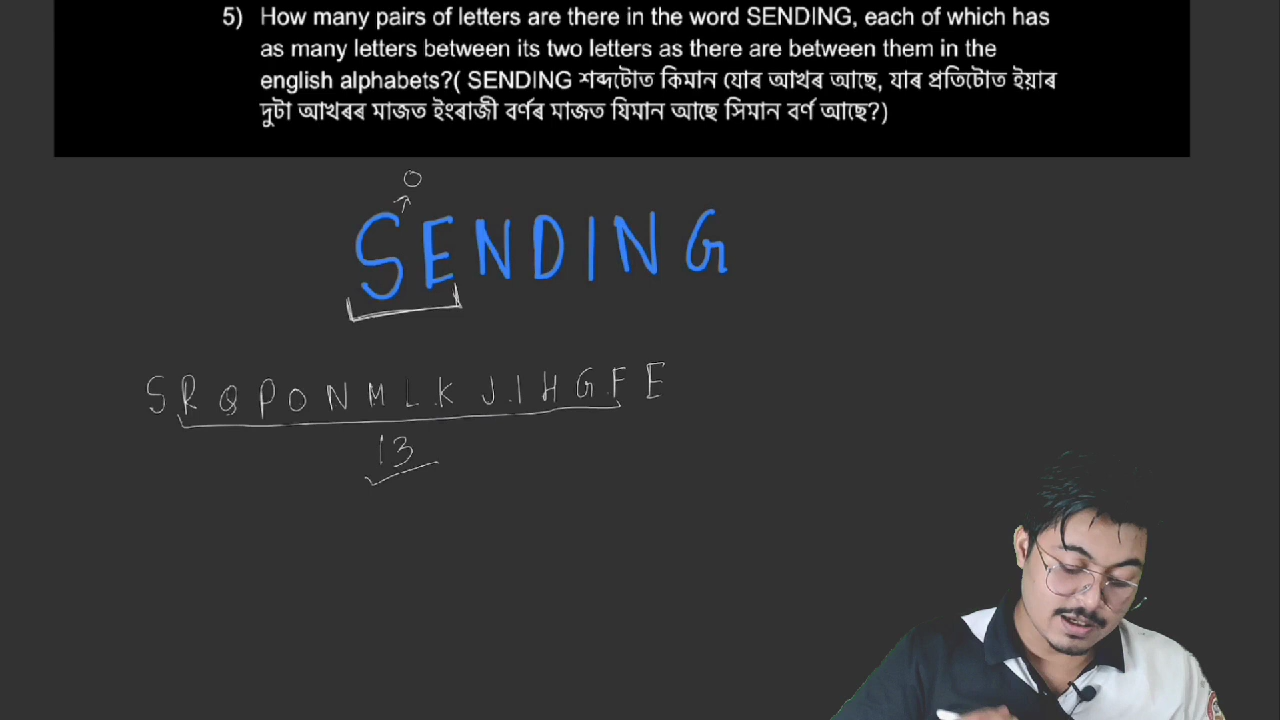 5) How many pairs of letters are there in the word SENDING, each of which has
as many letters between its two letters as there are between them in the
english alphabets?( SENDING শব্দটোত কিমান যোৰ আখৰ আছে, যাৰ প্ৰতিটোত ইয়াৰ
দুটা আখৰৰ মাজত ইংৰাজী বৰ্ণৰ মাজত যিমান আছে সিমান বৰ্ণ আছে?)
0
SENDING
S R Q P O N M L K J I H G F E
13